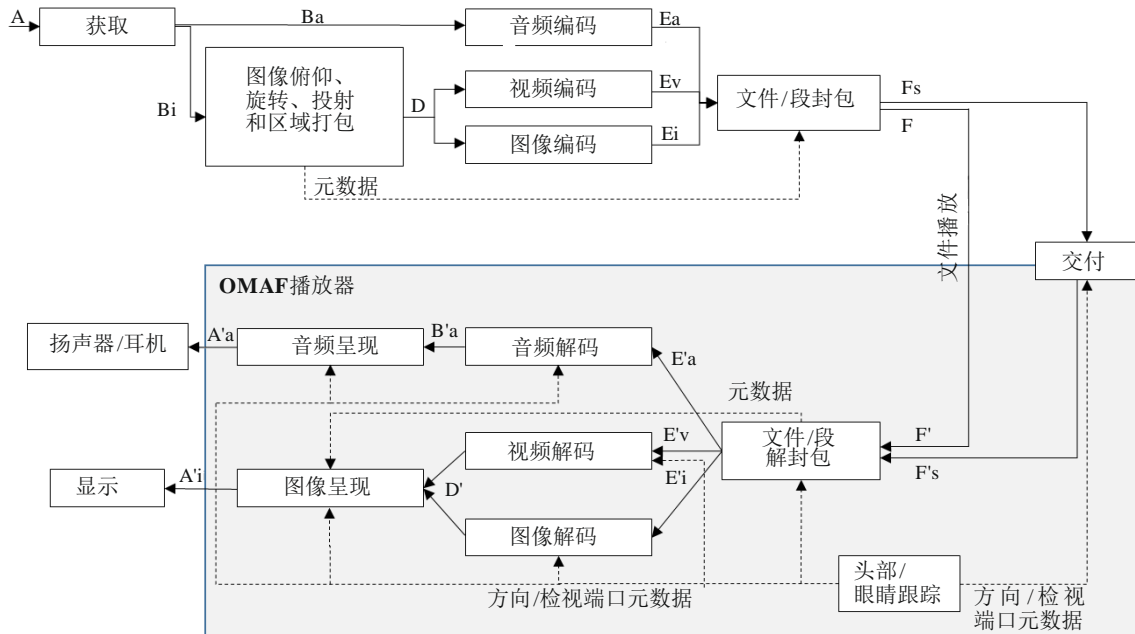 A
获取
Ba
音频编码
Ea
Bi
图像俯仰、
旋转、投射
和区域打包
D
视频编码
Ev
图像编码
Ei
文件/段封包
Fs
F
元数据
文件播放
交付
OMAF播放器
扬声器/耳机
A'a
音频呈现
B'a
音频解码
E'a
元数据
文件/段
解封包
F'
F's
显示
A'i
图像呈现
D'
视频解码
E'v
E'i
图像解码
方向/检视端口元数据
头部/
眼睛跟踪
方向/检视
端口元数据